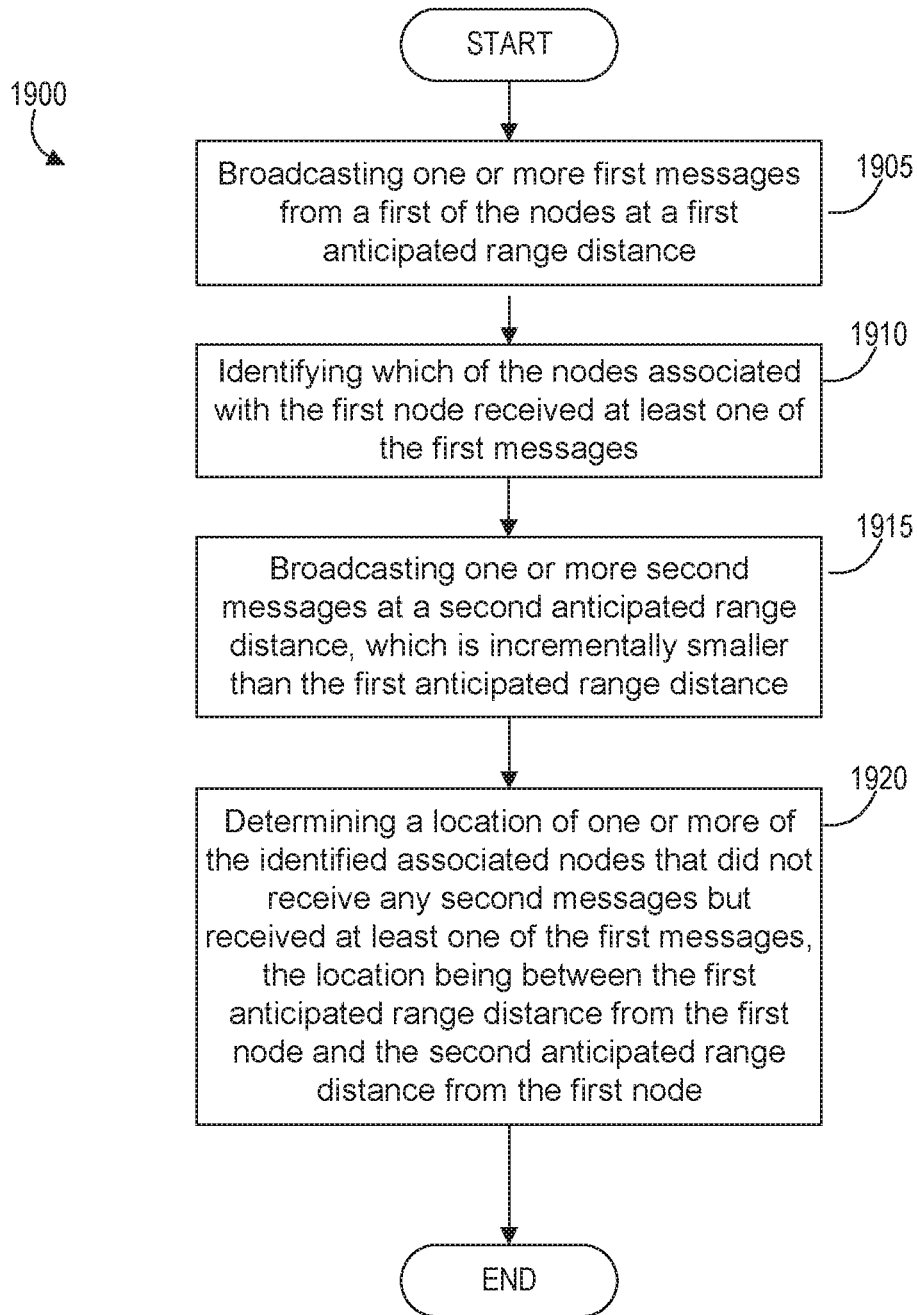 START
1900
Broadcasting one or more first messages
from a first of the nodes at a first
anticipated range distance
1905
Identifying which of the nodes associated
with the first node received at least one of
the first messages
1910
Broadcasting one or more second
messages at a second anticipated range
distance, which is incrementally smaller
than the first anticipated range distance
1915
Determining a location of one or more of
the identified associated nodes that did not
receive any second messages but
received at least one of the first messages,
the location being between the first
anticipated range distance from the first
node and the second anticipated range
distance from the first node
1920
END